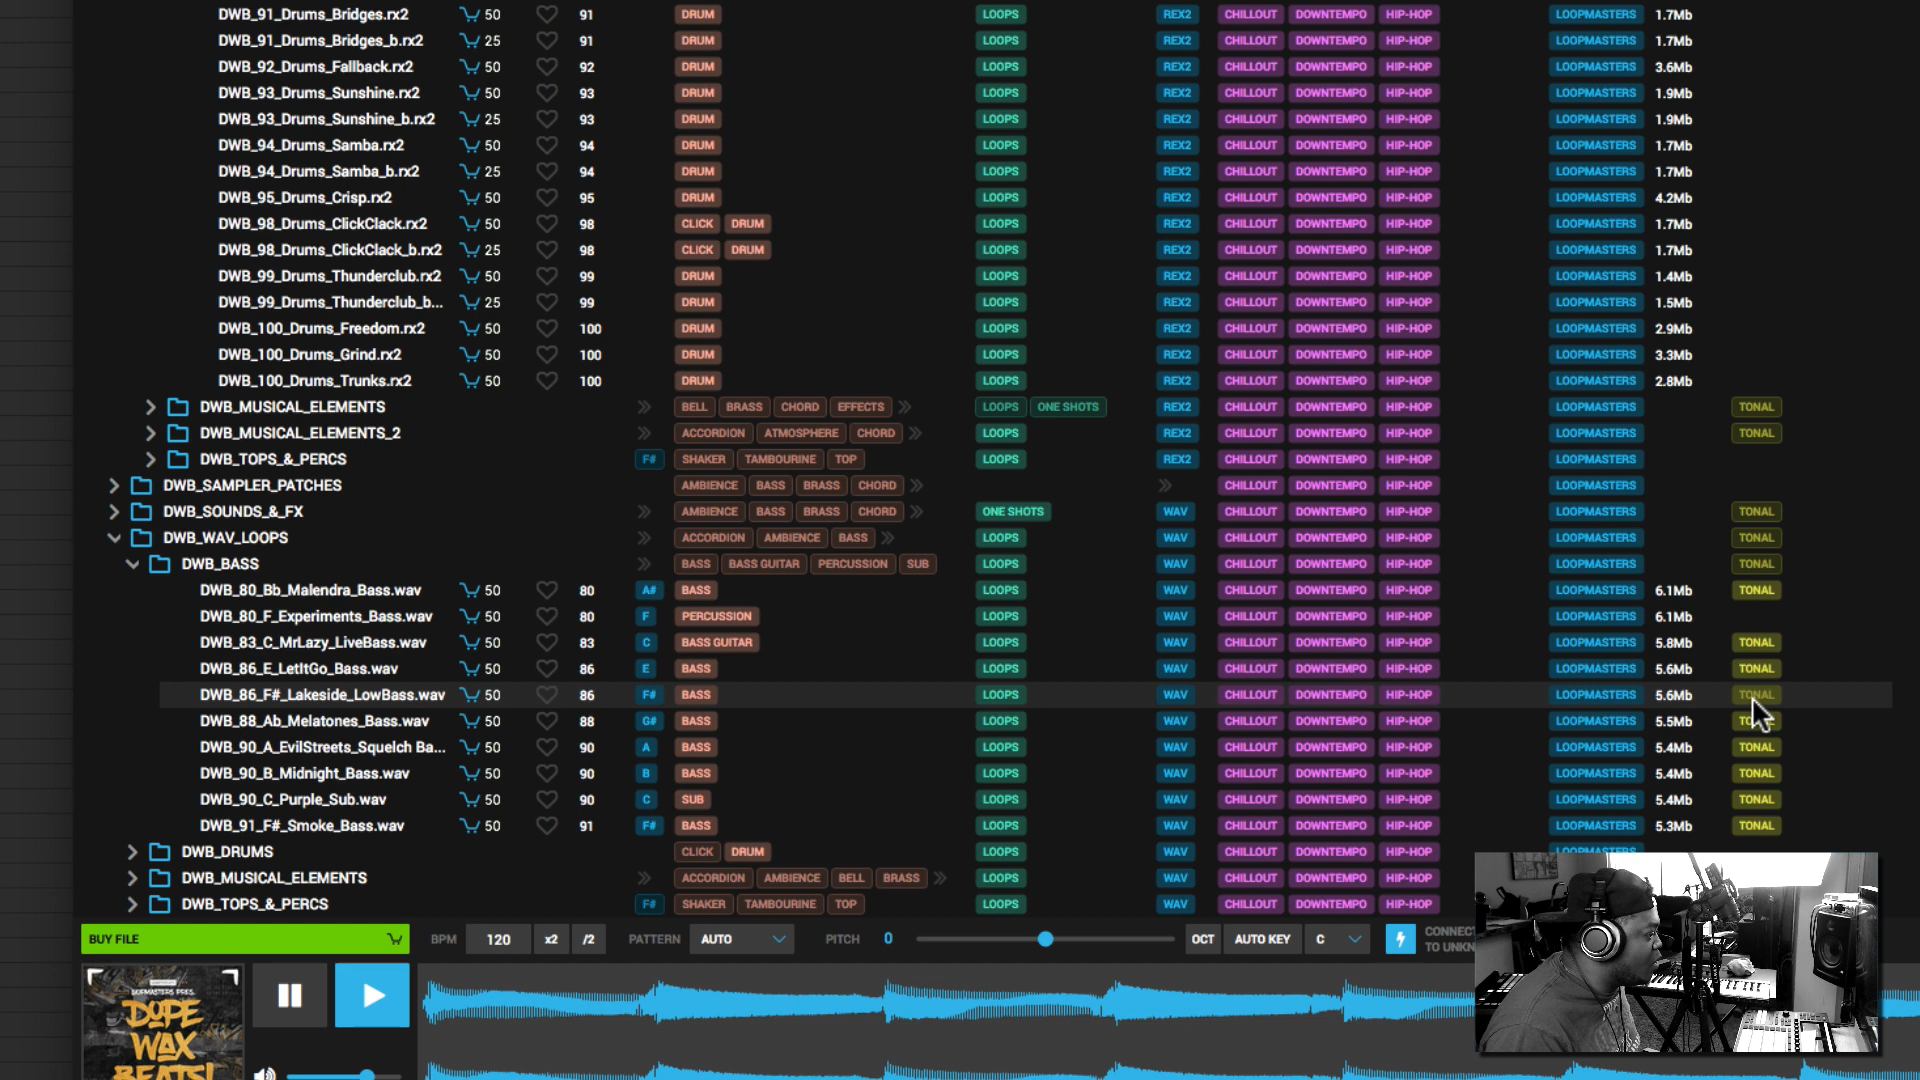 DWB_91_Drums_Bridges.rx2 50 91 DRUM LOOPS REX2 CHILLOUT DOWNTEMPO HIP-HOP LOOPMASTERS 1.7Mb
DWB_91_Drums_Bridges_b.rx2 25 91 DRUM LOOPS REX2 CHILLOUT DOWNTEMPO HIP-HOP LOOPMASTERS 1.7Mb
DWB_92_Drums_Fallback.rx2 50 92 DRUM LOOPS REX2 CHILLOUT DOWNTEMPO HIP-HOP LOOPMASTERS 3.6Mb
DWB_93_Drums_Sunshine.rx2 50 93 DRUM LOOPS REX2 CHILLOUT DOWNTEMPO HIP-HOP LOOPMASTERS 1.9Mb
DWB_93_Drums_Sunshine_b.rx2 25 93 DRUM LOOPS REX2 CHILLOUT DOWNTEMPO HIP-HOP LOOPMASTERS 1.9Mb
DWB_94_Drums_Samba.rx2 50 94 DRUM LOOPS REX2 CHILLOUT DOWNTEMPO HIP-HOP LOOPMASTERS 1.7Mb
DWB_94_Drums_Samba_b.rx2 25 94 DRUM LOOPS REX2 CHILLOUT DOWNTEMPO HIP-HOP LOOPMASTERS 1.7Mb
DWB_95_Drums_Crisp.rx2 50 95 DRUM LOOPS REX2 CHILLOUT DOWNTEMPO HIP-HOP LOOPMASTERS 4.2Mb
DWB_98_Drums_ClickClack.rx2 50 98 CLICK DRUM LOOPS REX2 CHILLOUT DOWNTEMPO HIP-HOP LOOPMASTERS 1.7Mb
DWB_98_Drums_ClickClack_b.rx2 25 98 CLICK DRUM LOOPS REX2 CHILLOUT DOWNTEMPO HIP-HOP LOOPMASTERS 1.7Mb
DWB_99_Drums_Thunderclub.rx2 50 99 DRUM LOOPS REX2 CHILLOUT DOWNTEMPO HIP-HOP LOOPMASTERS 1.4Mb
DWB_99_Drums_Thunderclub_b... 25 99 DRUM LOOPS REX2 CHILLOUT DOWNTEMPO HIP-HOP LOOPMASTERS 1.5Mb
DWB_100_Drums_Freedom.rx2 50 100 DRUM LOOPS REX2 CHILLOUT DOWNTEMPO HIP-HOP LOOPMASTERS 2.9Mb
DWB_100_Drums_Grind.rx2 50 100 DRUM LOOPS REX2 CHILLOUT DOWNTEMPO HIP-HOP LOOPMASTERS 3.3Mb
DWB_100_Drums_Trunks.rx2 50 100 DRUM LOOPS REX2 CHILLOUT DOWNTEMPO HIP-HOP LOOPMASTERS 2.8Mb
DWB_MUSICAL_ELEMENTS BELL BRASS CHORD EFFECTS LOOPS ONE SHOTS REX2 CHILLOUT DOWNTEMPO HIP-HOP LOOPMASTERS TONAL
DWB_MUSICAL_ELEMENTS_2 ACCORDION ATMOSPHERE CHORD LOOPS REX2 CHILLOUT DOWNTEMPO HIP-HOP LOOPMASTERS TONAL
DWB_TOPS_&_PERCS F# SHAKER TAMBOURINE TOP LOOPS REX2 CHILLOUT DOWNTEMPO HIP-HOP LOOPMASTERS
DWB_SAMPLER_PATCHES AMBIENCE BASS BRASS CHORD CHILLOUT DOWNTEMPO HIP-HOP LOOPMASTERS
DWB_SOUNDS_&_FX AMBIENCE BASS BRASS CHORD ONE SHOTS WAV CHILLOUT DOWNTEMPO HIP-HOP LOOPMASTERS TONAL
DWB_WAV_LOOPS ACCORDION AMBIENCE BASS LOOPS WAV CHILLOUT DOWNTEMPO HIP-HOP LOOPMASTERS TONAL
DWB_BASS BASS BASS GUITAR PERCUSSION SUB LOOPS WAV CHILLOUT DOWNTEMPO HIP-HOP LOOPMASTERS TONAL
DWB_80_Bb_Malendra_Bass.wav 50 80 A# BASS LOOPS WAV CHILLOUT DOWNTEMPO HIP-HOP LOOPMASTERS 6.1Mb TONAL
DWB_80_F_Experiments_Bass.wav 50 80 F PERCUSSION LOOPS WAV CHILLOUT DOWNTEMPO HIP-HOP LOOPMASTERS 6.1Mb
DWB_83_C_MrLazy_LiveBass.wav 50 83 C BASS GUITAR LOOPS WAV CHILLOUT DOWNTEMPO HIP-HOP LOOPMASTERS 5.8Mb TONAL
DWB_86_E_LetItGo_Bass.wav 50 86 E BASS LOOPS WAV CHILLOUT DOWNTEMPO HIP-HOP LOOPMASTERS 5.6Mb TONAL
DWB_86_F#_Lakeside_LowBass.wav 50 86 F# BASS LOOPS WAV CHILLOUT DOWNTEMPO HIP-HOP LOOPMASTERS 5.6Mb TONAL
DWB_88_Ab_Melatones_Bass.wav 50 88 G# BASS LOOPS WAV CHILLOUT DOWNTEMPO HIP-HOP LOOPMASTERS 5.5Mb
DWB_90_A_EvilStreets_Squelch Ba... 50 90 A BASS LOOPS WAV CHILLOUT DOWNTEMPO HIP-HOP LOOPMASTERS 5.4Mb TONAL
DWB_90_B_Midnight_Bass.wav 50 90 B BASS LOOPS WAV CHILLOUT DOWNTEMPO HIP-HOP LOOPMASTERS 5.4Mb TONAL
DWB_90_C_Purple_Sub.wav 50 90 C SUB LOOPS WAV CHILLOUT DOWNTEMPO HIP-HOP LOOPMASTERS 5.4Mb TONAL
DWB_91_F#_Smoke_Bass.wav 50 91 F# BASS LOOPS WAV CHILLOUT DOWNTEMPO HIP-HOP LOOPMASTERS 5.3Mb TONAL
DWB_DRUMS CLICK DRUM LOOPS WAV CHILLOUT DOWNTEMPO HIP-HOP LOOPMASTERS
DWB_MUSICAL_ELEMENTS ACCORDION AMBIENCE BELL BRASS LOOPS WAV CHILLOUT DOWNTEMPO HIP-HOP
DWB_TOPS_&_PERCS F# SHAKER TAMBOURINE TOP LOOPS WAV CHILLOUT DOWNTEMPO HIP-HOP
BUY FILE BPM 120 x2 /2 PATTERN AUTO PITCH 0 OCT AUTO KEY C CONNECT
TO UNKN
DOPE
WAX
BEATS!